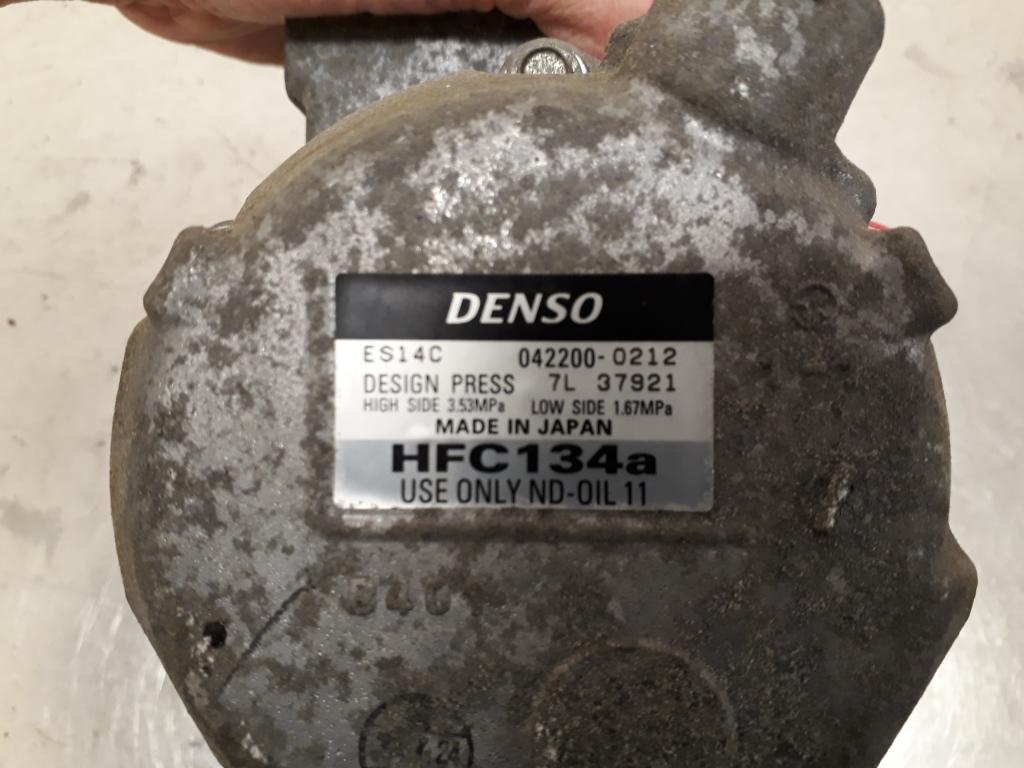 DENSO
ES14C 042200-0212
DESIGN PRESS 7L 37921
HIGH SIDE 3.53MPa LOW SIDE 1.67MPa
MADE IN JAPAN
HFC134a
USE ONLY ND-OIL 11